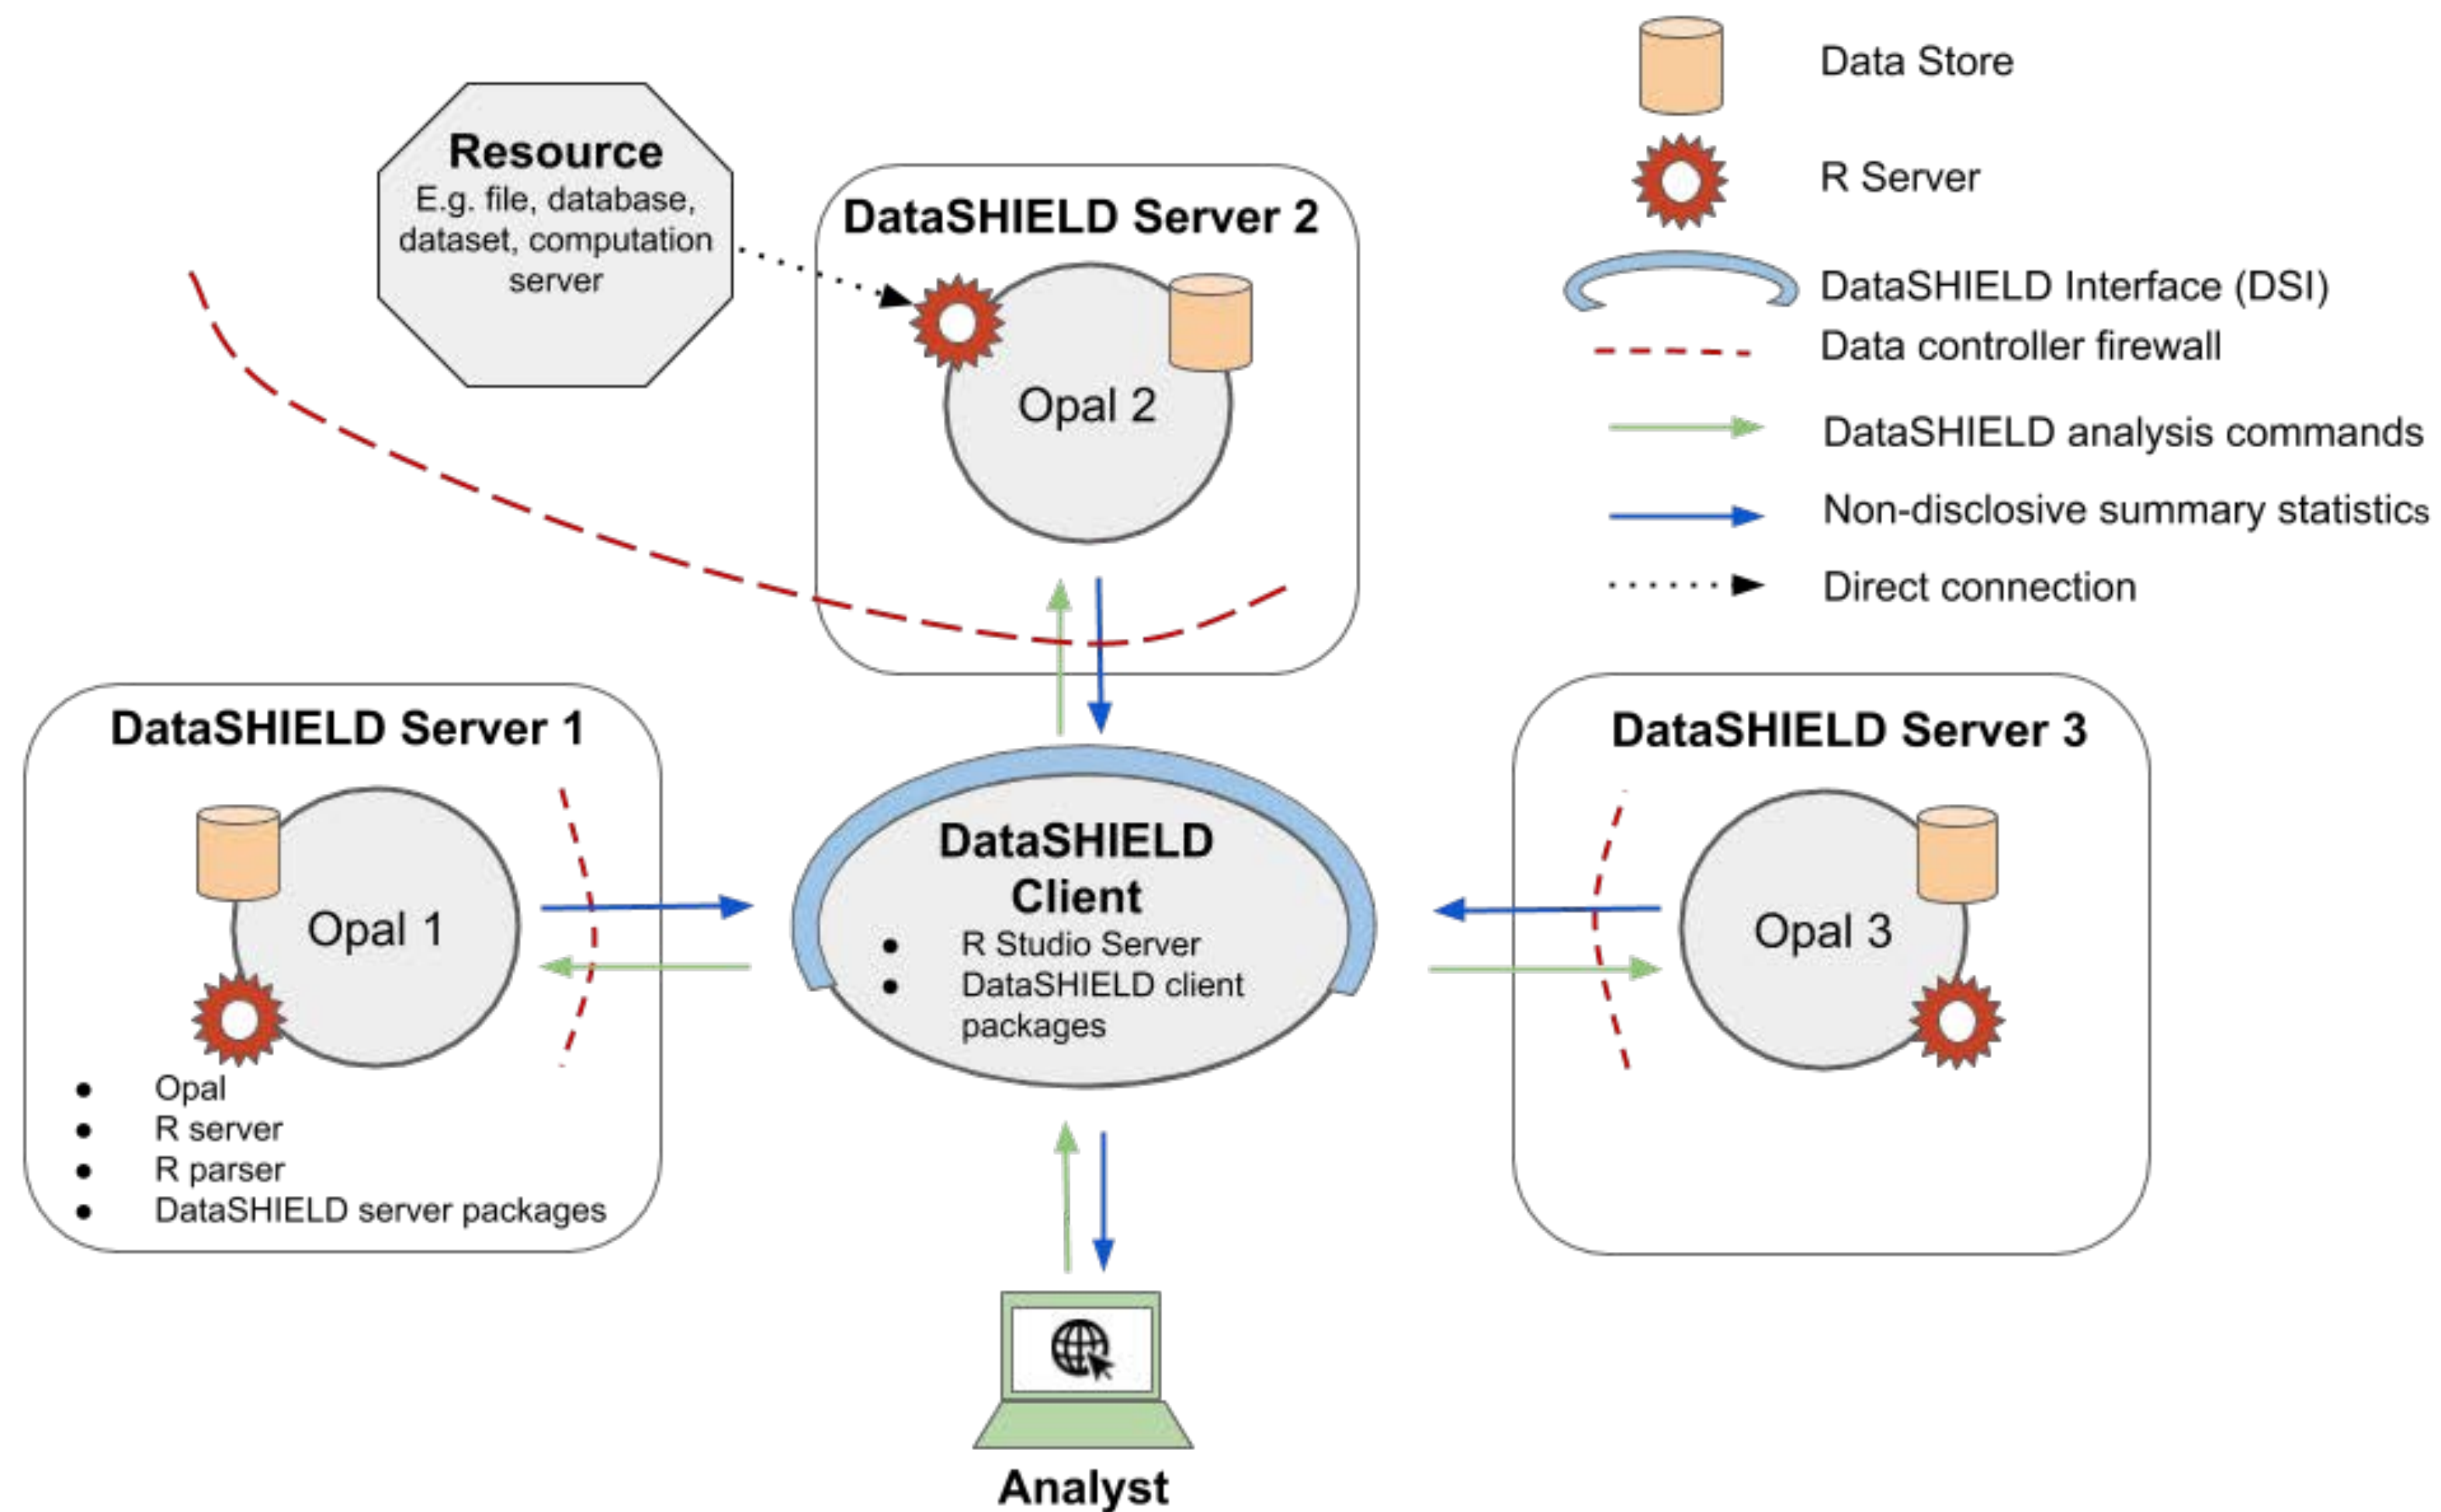 Resource
E.g. file, database,
dataset, computation
server
DataSHIELD Server 2
Opal 2
Data Store
R Server
DataSHIELD Interface (DSI)
Data controller firewall
DataSHIELD analysis commands
Non-disclosive summary statistics
Direct connection
DataSHIELD Server 1
Opal 1
● Opal
● R server
● R parser
● DataSHIELD server packages
DataSHIELD
Client
● R Studio Server
● DataSHIELD client
packages
DataSHIELD Server 3
Opal 3
Analyst